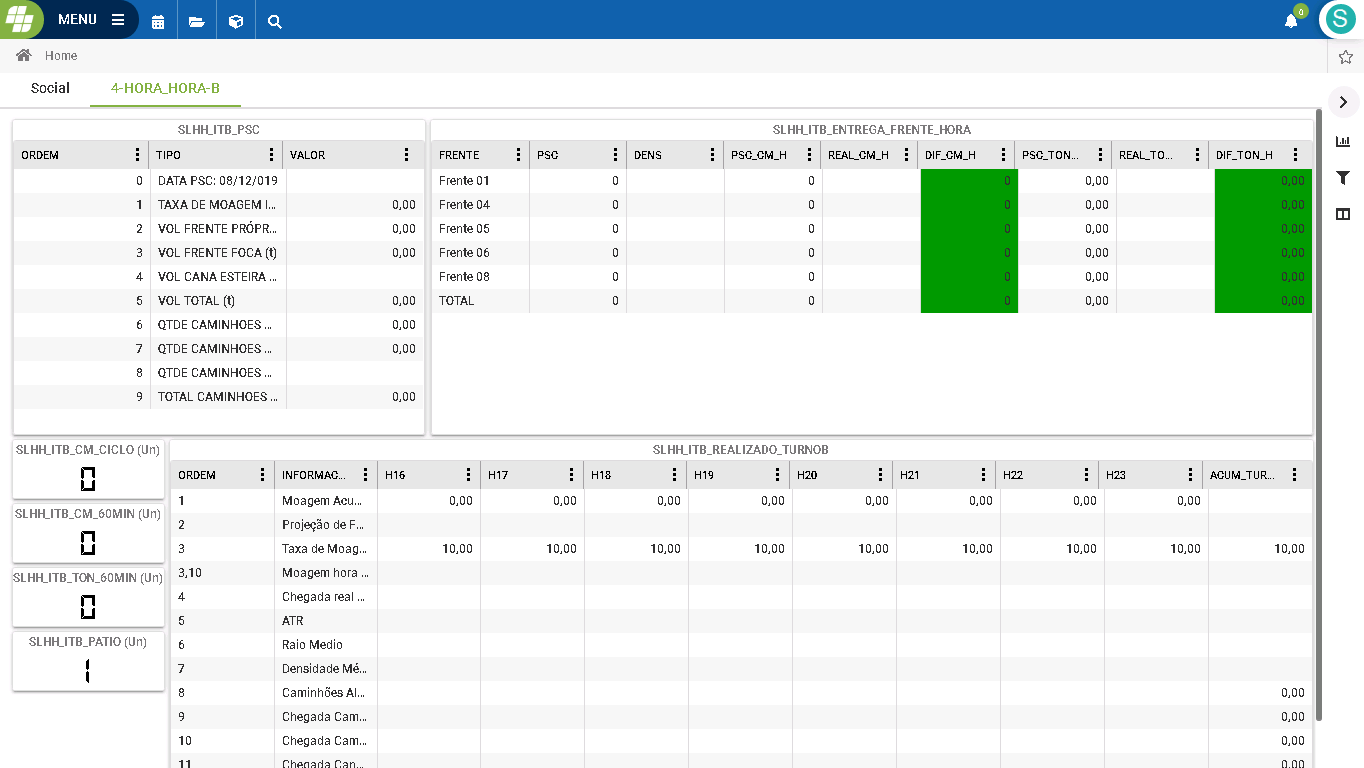 MENU
0
S
Home
Social 4-HORA_HORA-B
SLHH_ITB_PSC
ORDEM TIPO VALOR
0 DATA PSC: 08/12/019
1 TAXA DE MOAGEM I... 0,00
2 VOL FRENTE PRÓPR... 0,00
3 VOL FRENTE FOCA (t) 0,00
4 VOL CANA ESTEIRA ...
5 VOL TOTAL (t) 0,00
6 QTDE CAMINHOES ... 0,00
7 QTDE CAMINHOES ... 0,00
8 QTDE CAMINHOES ...
9 TOTAL CAMINHOES ... 0,00
SLHH_ITB_ENTREGA_FRENTE_HORA
FRENTE PSC DENS PSC_CM_H REAL_CM_H DIF_CM_H PSC_TON... REAL_TO... DIF_TON_H
Frente 01 0 0 0 0,00 0,00
Frente 04 0 0 0 0,00 0,00
Frente 05 0 0 0 0,00 0,00
Frente 06 0 0 0 0,00 0,00
Frente 08 0 0 0 0,00 0,00
TOTAL 0 0 0 0,00 0,00
SLHH_ITB_CM_CICLO (Un)
0
SLHH_ITB_CM_60MIN (Un)
0
SLHH_ITB_TON_60MIN (Un)
0
SLHH_ITB_PATIO (Un)
1
SLHH_ITB_REALIZADO_TURNOB
ORDEM INFORMAC... H16 H17 H18 H19 H20 H21 H22 H23 ACUM_TUR...
1 Moagem Acu... 0,00 0,00 0,00 0,00 0,00 0,00 0,00 0,00
2 Projeção de F...
3 Taxa de Moag... 10,00 10,00 10,00 10,00 10,00 10,00 10,00 10,00 10,00
3,10 Moagem hora ...
4 Chegada real ...
5 ATR
6 Raio Medio
7 Densidade Mé...
8 Caminhões Al... 0,00
9 Chegada Cam... 0,00
10 Chegada Cam... 0,00
11 Chegada Can... 0,00